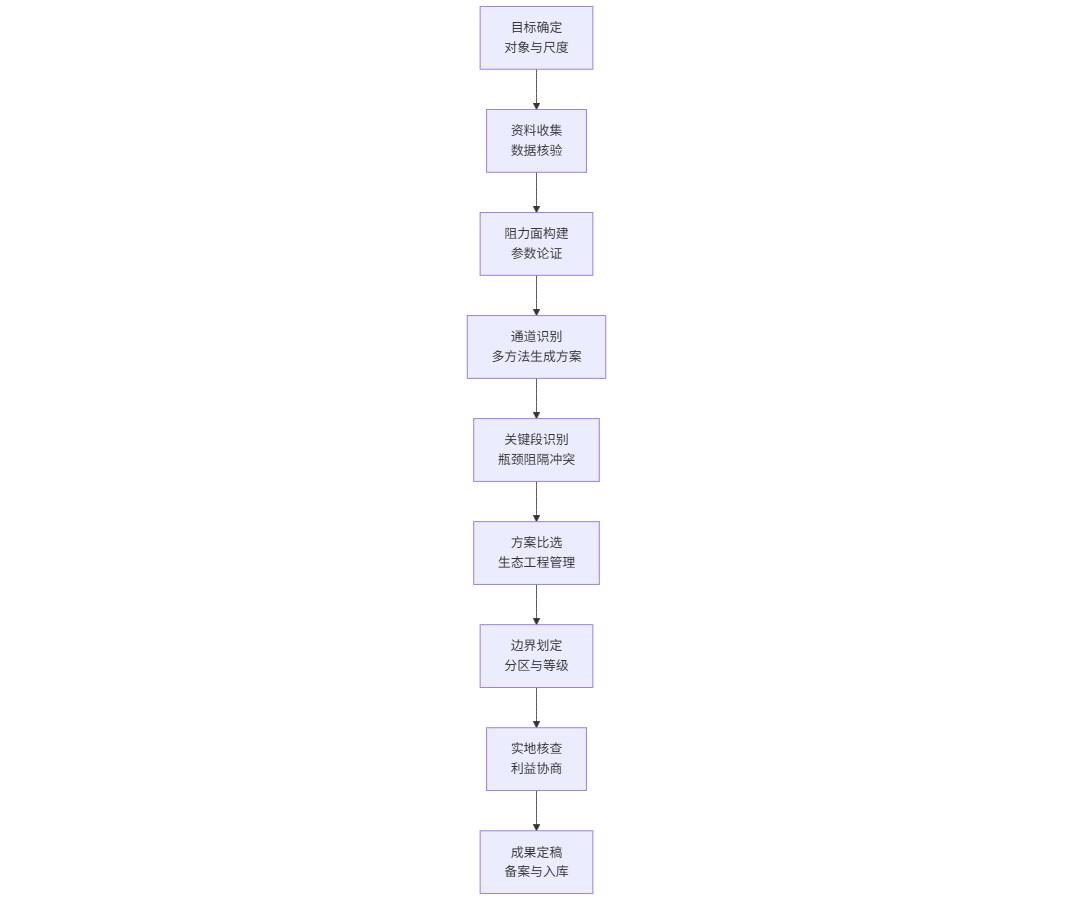 目标确定
对象与尺度
资料收集
数据核验
阻力面构建
参数论证
通道识别
多方法生成方案
关键段识别
瓶颈阻隔冲突
方案比选
生态工程管理
边界划定
分区与等级
实地核查
利益协商
成果定稿
备案与入库